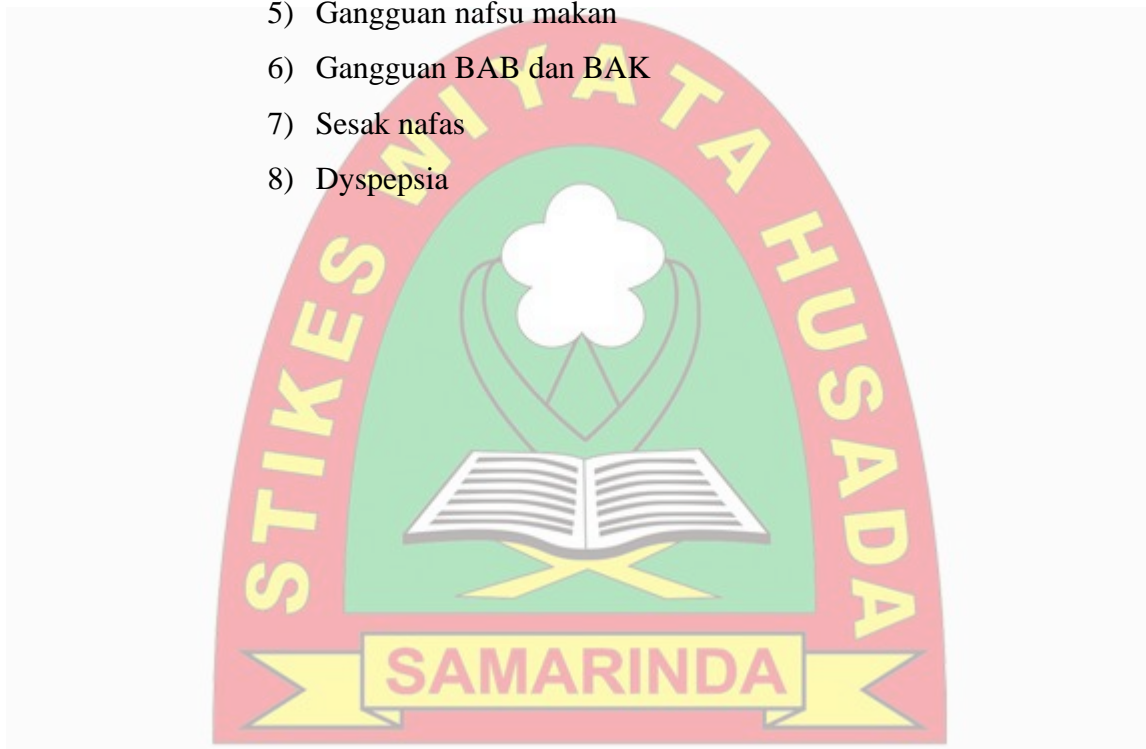 5) Gangguan nafsu makan
6) Gangguan BAB dan BAK
7) Sesak nafas
8) Dyspepsia
STIKES WIYATA HUSADA
SAMARINDA